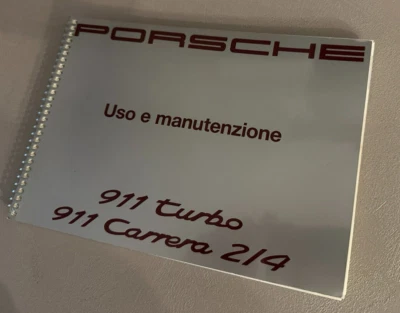 PORSCHE
Uso e manutenzione
911 turbo
911 Carrera 2/4